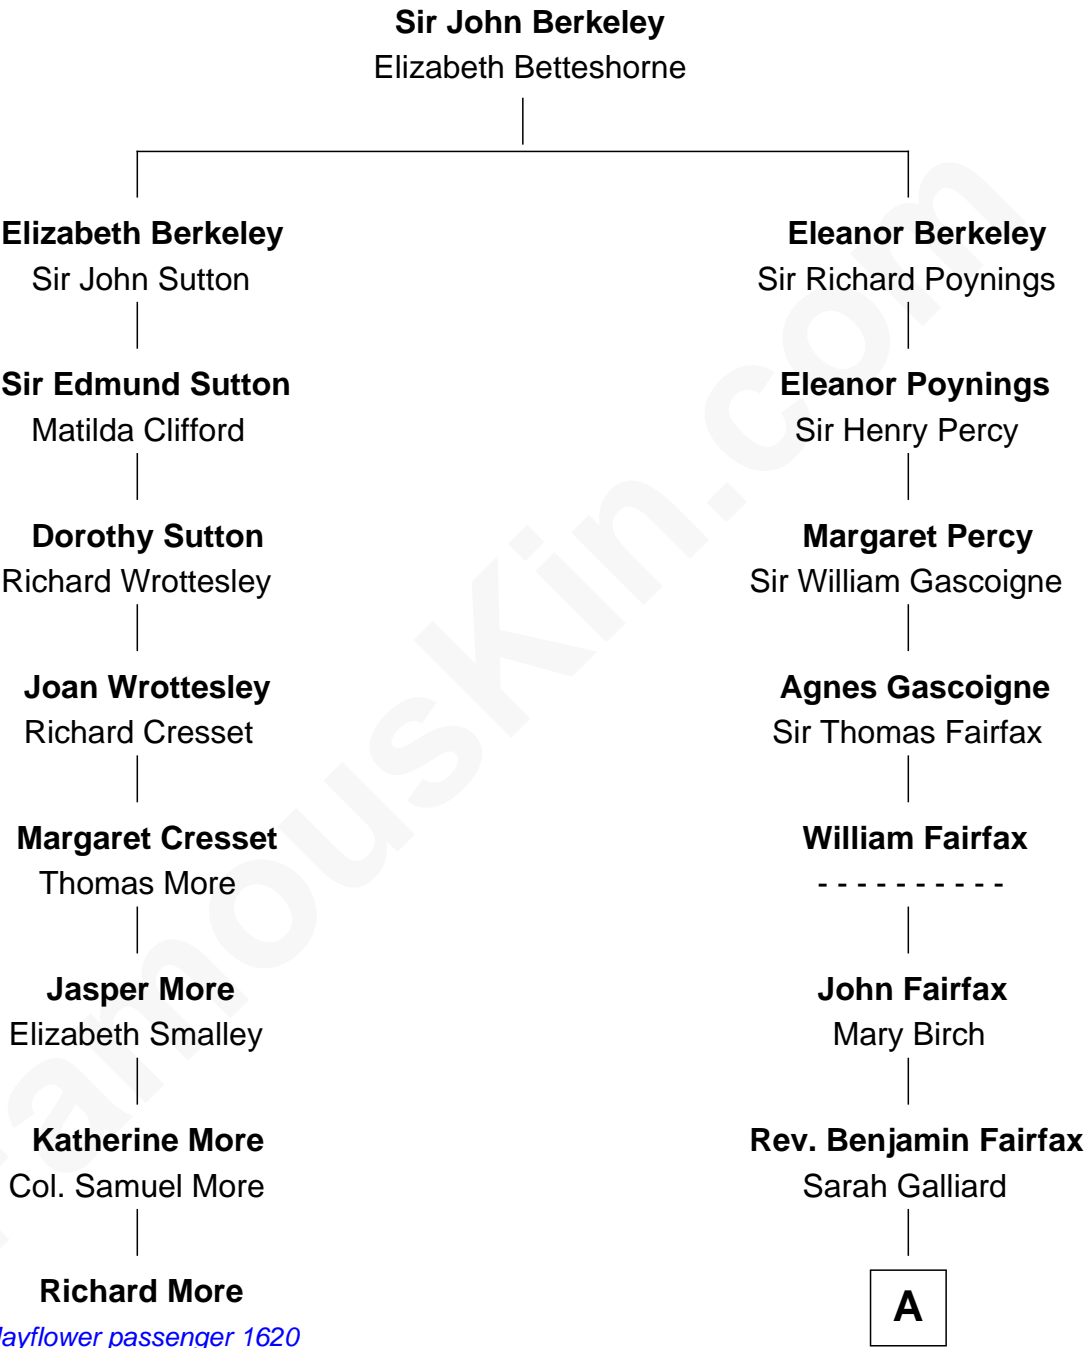 Sir John Berkeley
Elizabeth Betteshorne
Elizabeth Berkeley
Sir John Sutton
Eleanor Berkeley
Sir Richard Poynings
Sir Edmund Sutton
Matilda Clifford
Eleanor Poynings
Sir Henry Percy
Dorothy Sutton
Richard Wrottesley
Margaret Percy
Sir William Gascoigne
Joan Wrottesley
Richard Cresset
Agnes Gascoigne
Sir Thomas Fairfax
Margaret Cresset
Thomas More
William Fairfax
- - - - - - - - - -
Jasper More
Elizabeth Smalley
John Fairfax
Mary Birch
Katherine More
Col. Samuel More
Rev. Benjamin Fairfax
Sarah Galliard
Richard More
ayflower passenger 1620
A
famouskin.com